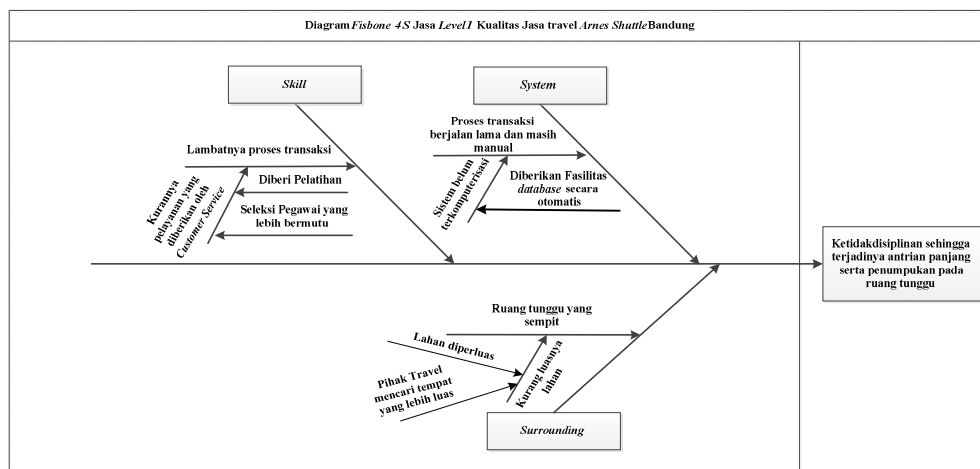 Diagram Fisbone 4S Jasa Level1 Kualitas Jasa travel Arnes Shuttle Bandung
Skill
System
Lambatnya proses transaksi
Kurannya
pelayanan yang
diberikan oleh
Customer Service
Diberi Pelatihan
Seleksi Pegawai yang
lebih bermutu
Proses transaksi
berjalan lama dan masih
manual
Sistem belum
terkomputerisasi
Diberikan Fasilitas
database secara
otomatis
Ketidakdisiplinan sehingga
terjadinya antrian panjang
serta penumpukan pada
ruang tunggu
Ruang tunggu yang
sempit
Lahan diperluas
Pihak Travel
mencari tempat
yang lebih luas
Kurang luasnya
lahan
Surrounding